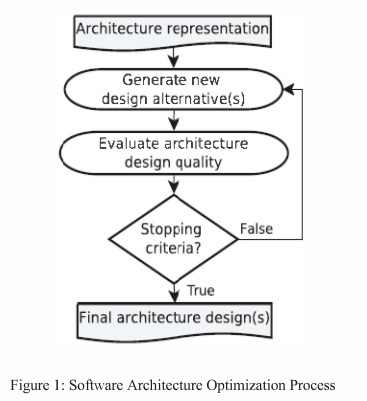 Architecture representation
Generate new
design alternative(s)
Evaluate architecture
design quality
Stopping
criteria?
False
True
Final architecture design(s)
Figure 1: Software Architecture Optimization Process